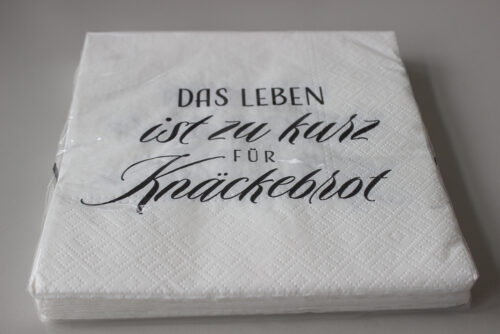 DAS LEBEN
ist zu kurz
FÜR
Knäckebrot